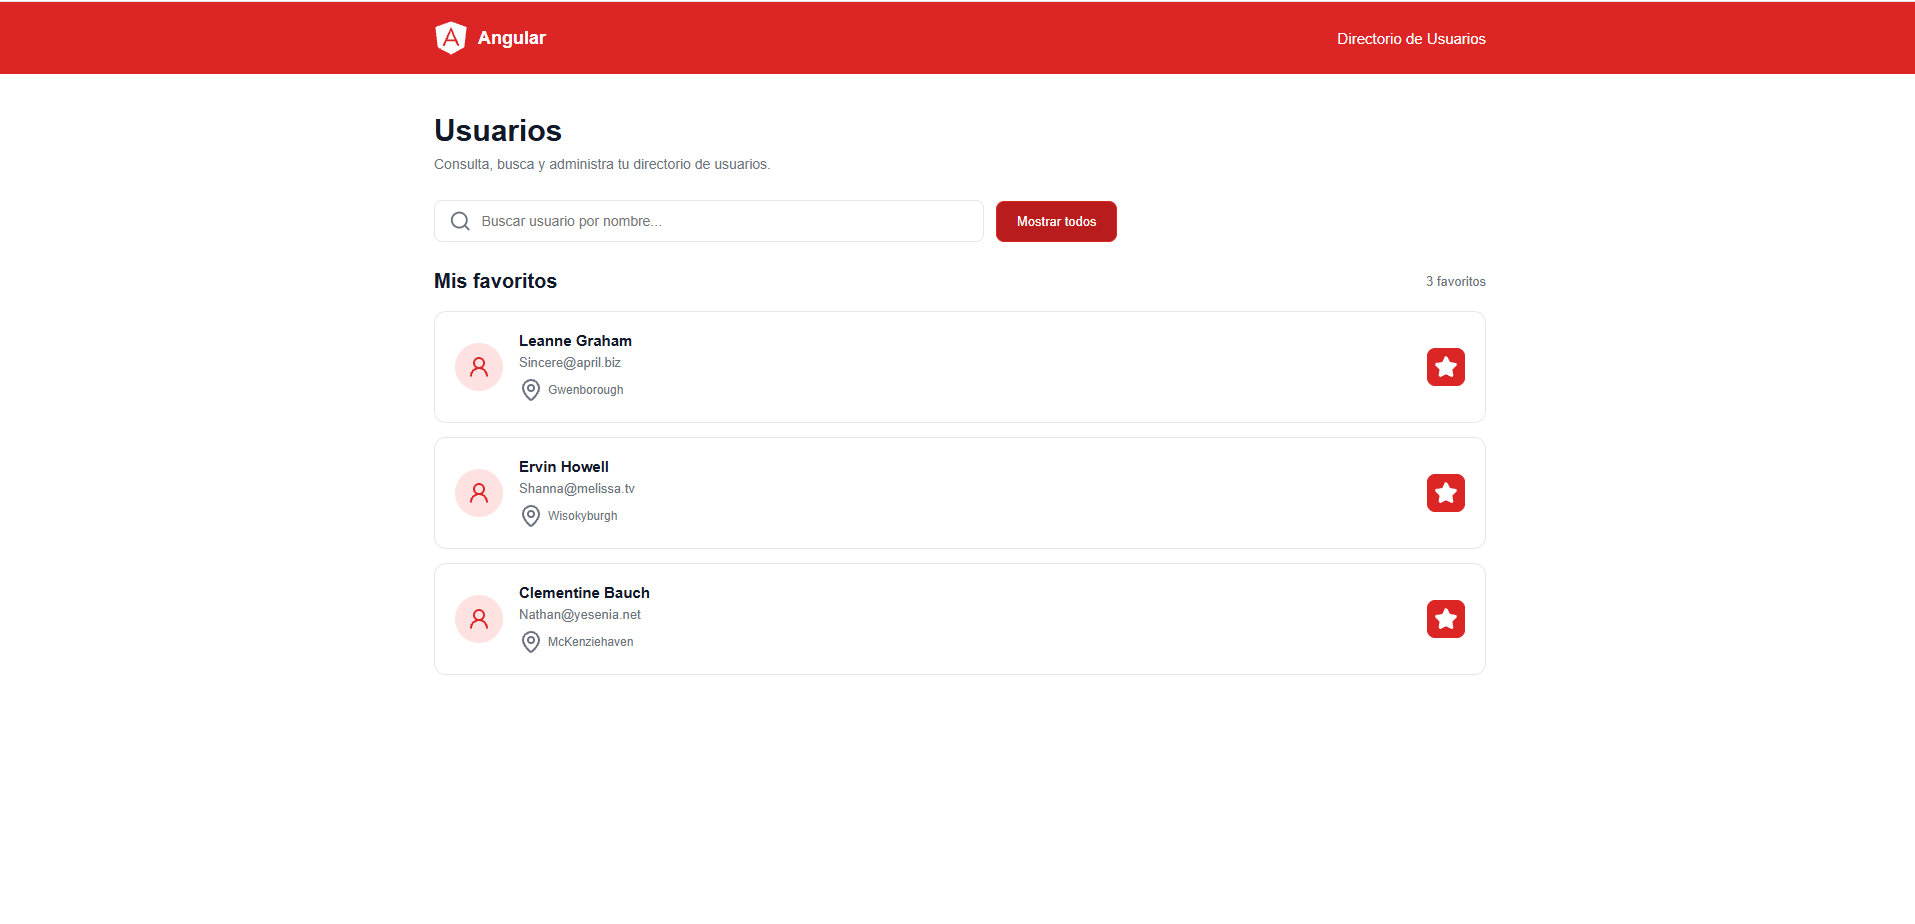 Angular
Directorio de Usuarios
Usuarios
Consulta, busca y administra tu directorio de usuarios.
Buscar usuario por nombre...
Mostrar todos
Mis favoritos
3 favoritos
Leanne Graham
Sincere@april.biz
Gwenborough
Ervin Howell
Shanna@melissa.tv
Wisokyburgh
Clementine Bauch
Nathan@yesenia.net
McKenziehaven